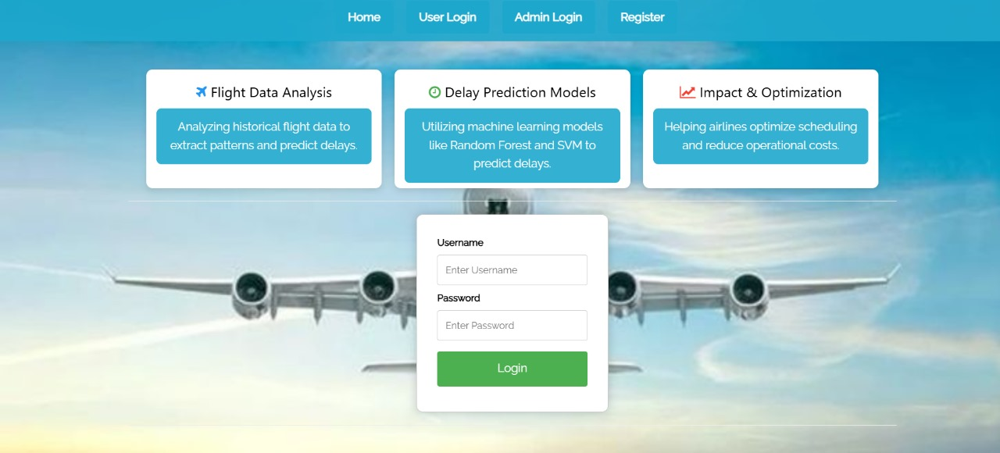 Home User Login Admin Login Register
Flight Data Analysis
Analyzing historical flight data to
extract patterns and predict delays.
Delay Prediction Models
Utilizing machine learning models
like Random Forest and SVM to
predict delays.
Impact & Optimization
Helping airlines optimize scheduling
and reduce operational costs.
Username
Enter Username
Password
Enter Password
Login